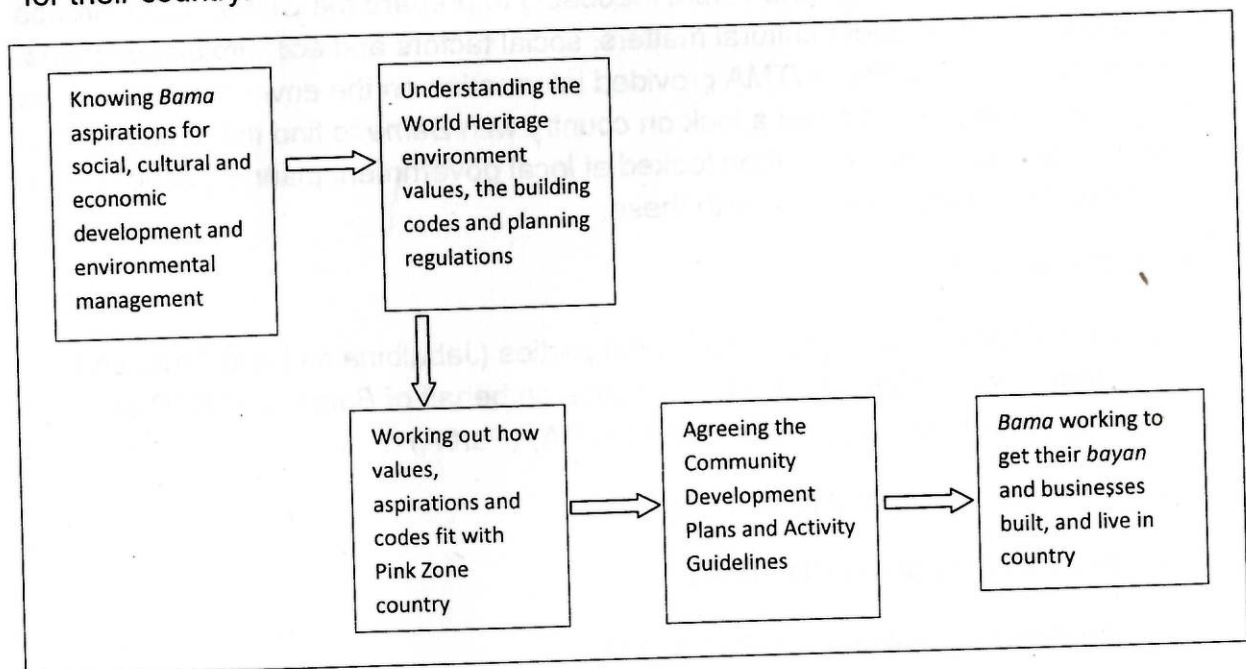 for their country.
Knowing Bama
aspirations for
social, cultural and
economic
development and
environmental
management
Understanding the
World Heritage
environment
values, the building
codes and planning
regulations
Working out how
values,
aspirations and
codes fit with
Pink Zone
country
Agreeing the
Community
Development
Plans and Activity
Guidelines
Bama working to
get their bayan
and businesses
built, and live in
country